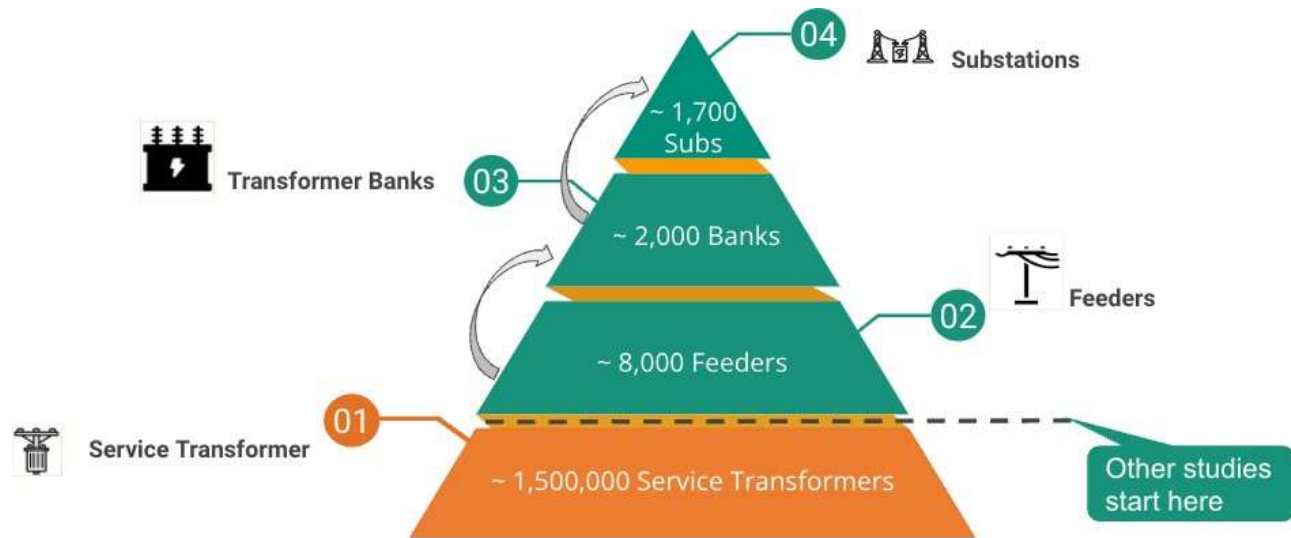 04
Substations
~ 1,700
Subs
Transformer Banks
03
~ 2,000 Banks
02
Feeders
~ 8,000 Feeders
01
Service Transformer
~ 1,500,000 Service Transformers
Other studies
start here